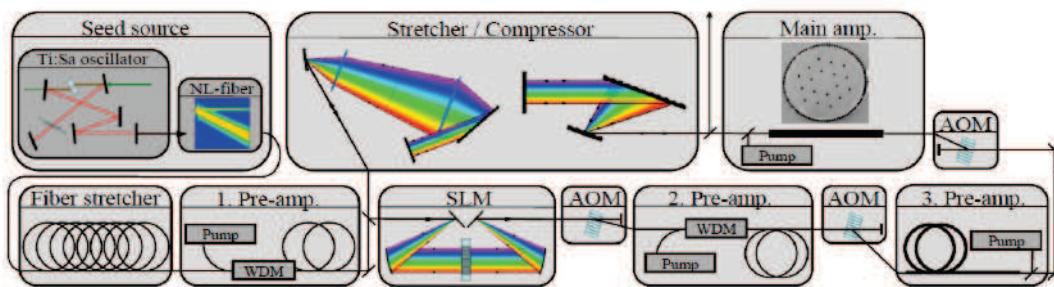 Seed source
Ti:Sa oscillator
NL-fiber
Stretcher / Compressor
Main amp.
Pump
AOM
Fiber stretcher
1. Pre-amp.
Pump
WDM
SLM
AOM
2. Pre-amp.
WDM
Pump
AOM
3. Pre-amp.
Pump